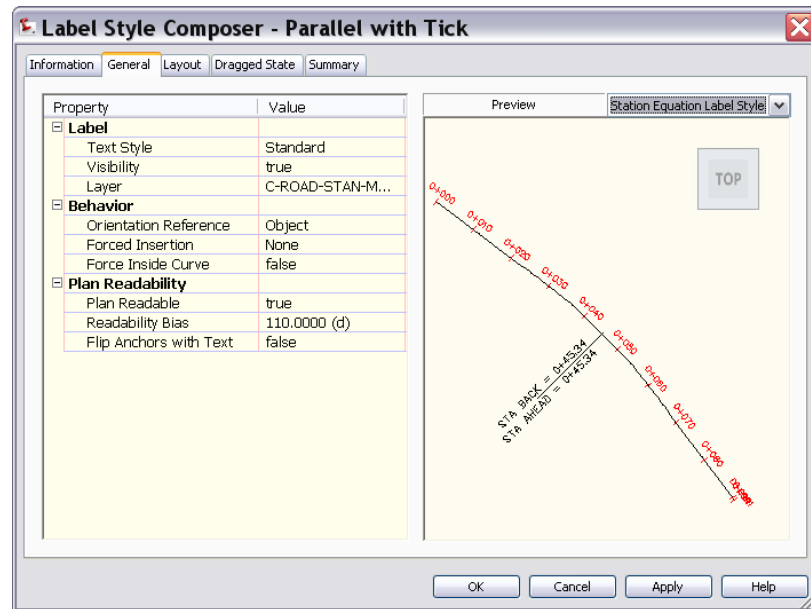 Label Style Composer - Parallel with Tick
Information General Layout Dragged State Summary
Property Value
Label
Text Style Standard
Visibility true
Layer C-ROAD-STAN-M...
Behavior
Orientation Reference Object
Forced Insertion None
Force Inside Curve false
Plan Readability
Plan Readable true
Readability Bias 110.0000 (d)
Flip Anchors with Text false
Preview Station Equation Label Style
TOP
0+000
0+010
0+020
0+030
0+040
0+050
0+060
0+070
0+080
STA BACK = 0+45.34
STA AHEAD = 0+45.34
OK Cancel Apply Help